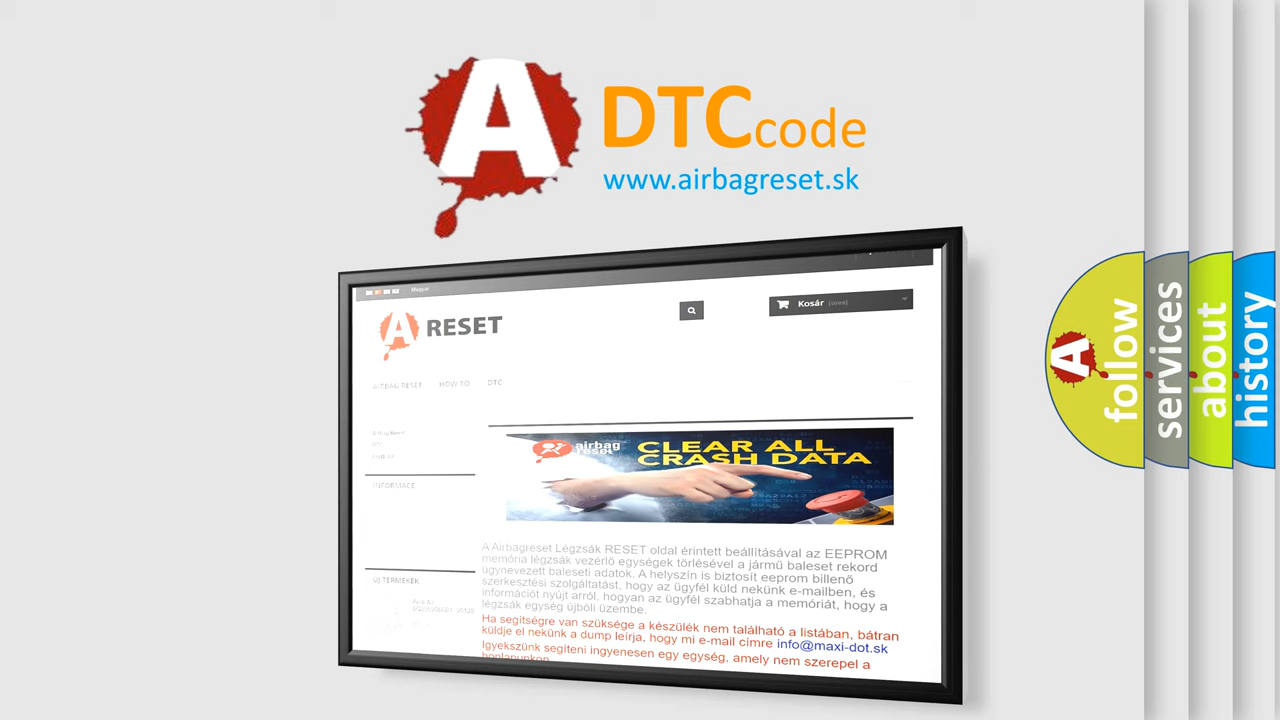 A
DTCcode
www.airbagreset.sk
Magyar
A RESET
Kosár (üres)
AIRBAG RESET HOW TO DTC
DTC
INFORMACE
ÚJ TERMÉKEK
airbag
reset
CLEAR ALL
CRASH DATA
A Airbagreset Légzsák RESET oldal érintett beállításával az EEPROM
memória légzsák vezérlő egységek törlésével a jármű baleset rekord
úgynevezett baleseti adatok. A helyszín is biztosít eeprom billenő
szerkesztési szolgáltatást, hogy az ügyfél küld nekünk e-mailben, és
információt nyújt arról, hogyan az ügyfél szabhatja a memóriát, hogy a
légzsák egység újbóli üzembe.
Ha segítségre van szüksége a készülék nem található a listában, bátran
küldje el nekünk a dump leírja, hogy mi e-mail címre info@maxi-dot.sk
Igyekszünk segíteni ingyenesen egy egység, amely nem szerepel a
honlapunkon
A follow
services
about
history